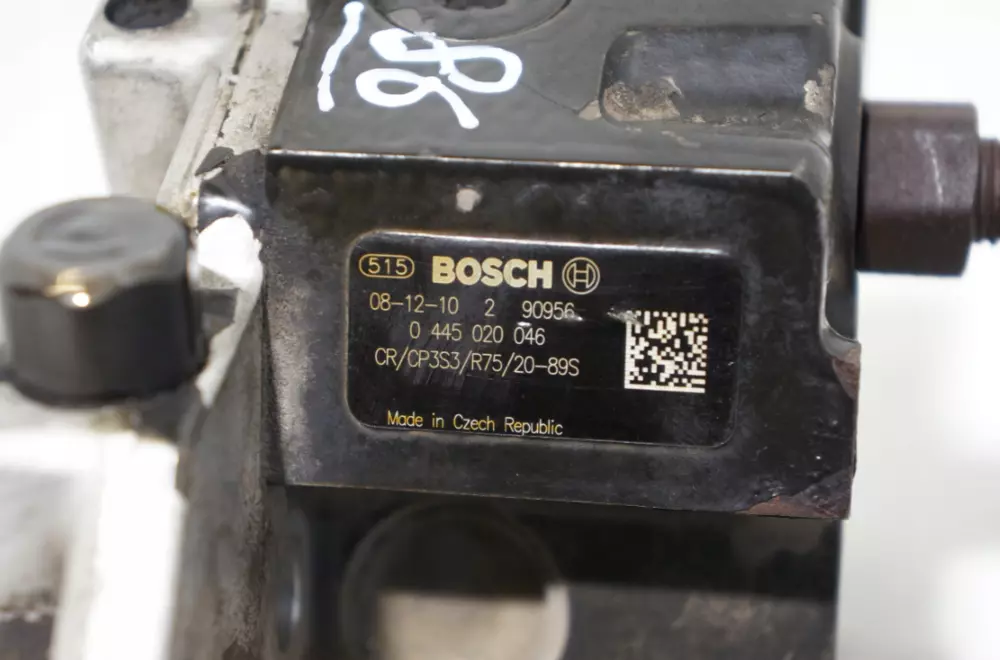 128
515 BOSCH
08-12-10 2 90956
0 445 020 046
CR/CP3S3/R75/20-89S
Made in Czech Republic